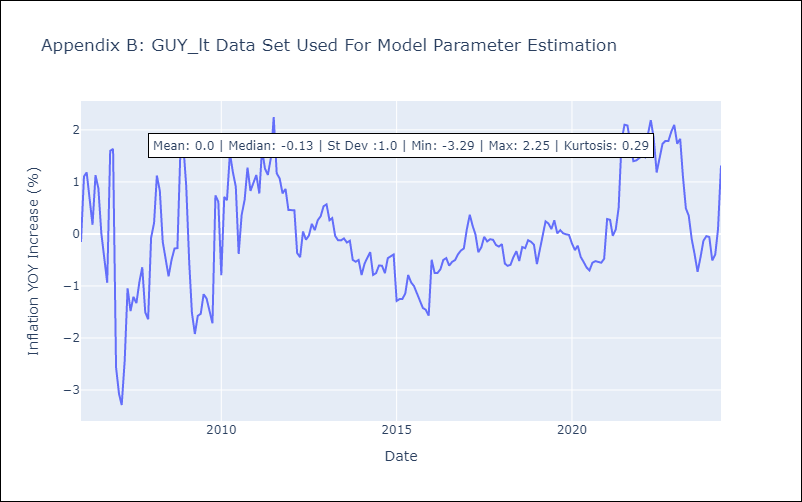 Appendix B: GUY_lt Data Set Used For Model Parameter Estimation
Mean: 0.0 | Median: -0.13 | St Dev :1.0 | Min: -3.29 | Max: 2.25 | Kurtosis: 0.29
Inflation YOY Increase (%)
2
1
0
−1
−2
−3
2010 2015 2020
Date